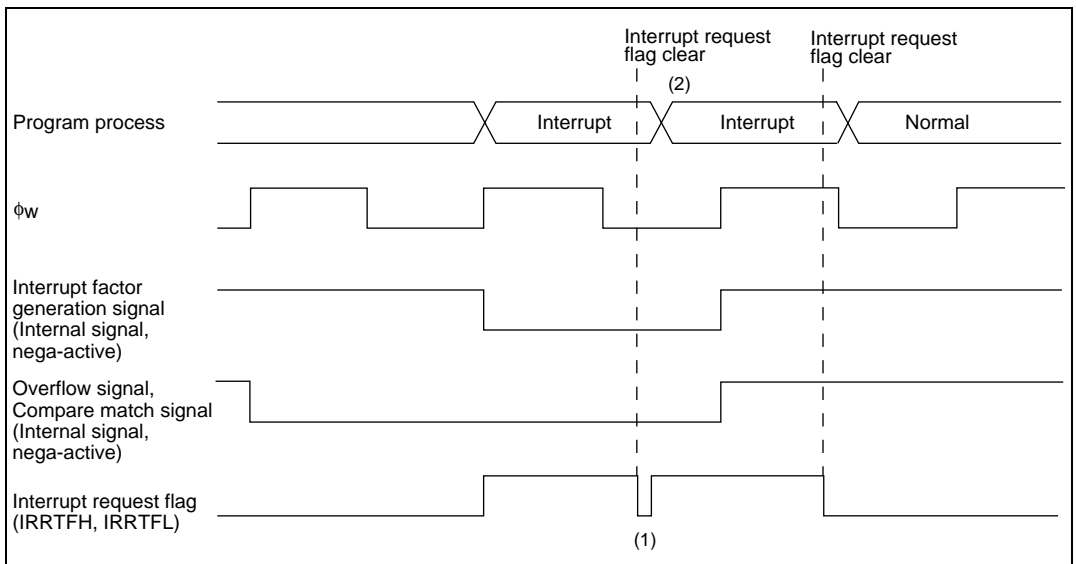 Interrupt request
flag clear
Interrupt request
flag clear
(2)
Program process
Interrupt
Interrupt
Normal
ϕw
Interrupt factor
generation signal
(Internal signal,
nega-active)
Overflow signal,
Compare match signal
(Internal signal,
nega-active)
Interrupt request flag
(IRRTFH, IRRTFL)
(1)